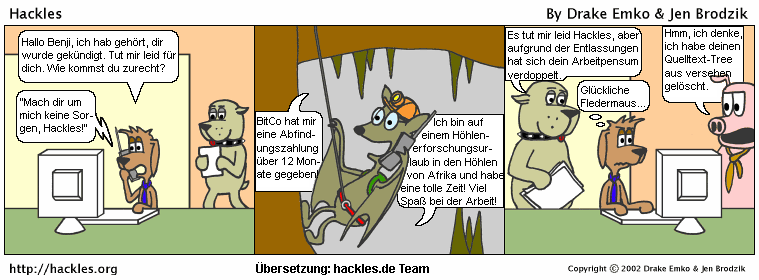 Hackles
By Drake Emko & Jen Brodzik
Hallo Benji, ich hab gehört, dir
wurde gekündigt. Tut mir leid für
dich. Wie kommst du zurecht?
"Mach dir um
mich keine Sor-
gen, Hackles!"
BitCo hat mir
eine Abfind-
ungszahlung
über 12 Mon-
ate gegeben!
Ich bin auf
einem Höhlen-
erforschungsur-
laub in den Höhlen
von Afrika und habe
eine tolle Zeit! Viel
Spaß bei der Arbeit!
Es tut mir leid Hackles, aber
aufgrund der Entlassungen
hat sich dein Arbeitpensum
verdoppelt.
Glückliche
Fledermaus...
Hmm, ich denke,
ich habe deinen
Quelltext-Tree
aus versehen
gelöscht.
http://hackles.org
Übersetzung: hackles.de Team
Copyright © 2002 Drake Emko & Jen Brodzik